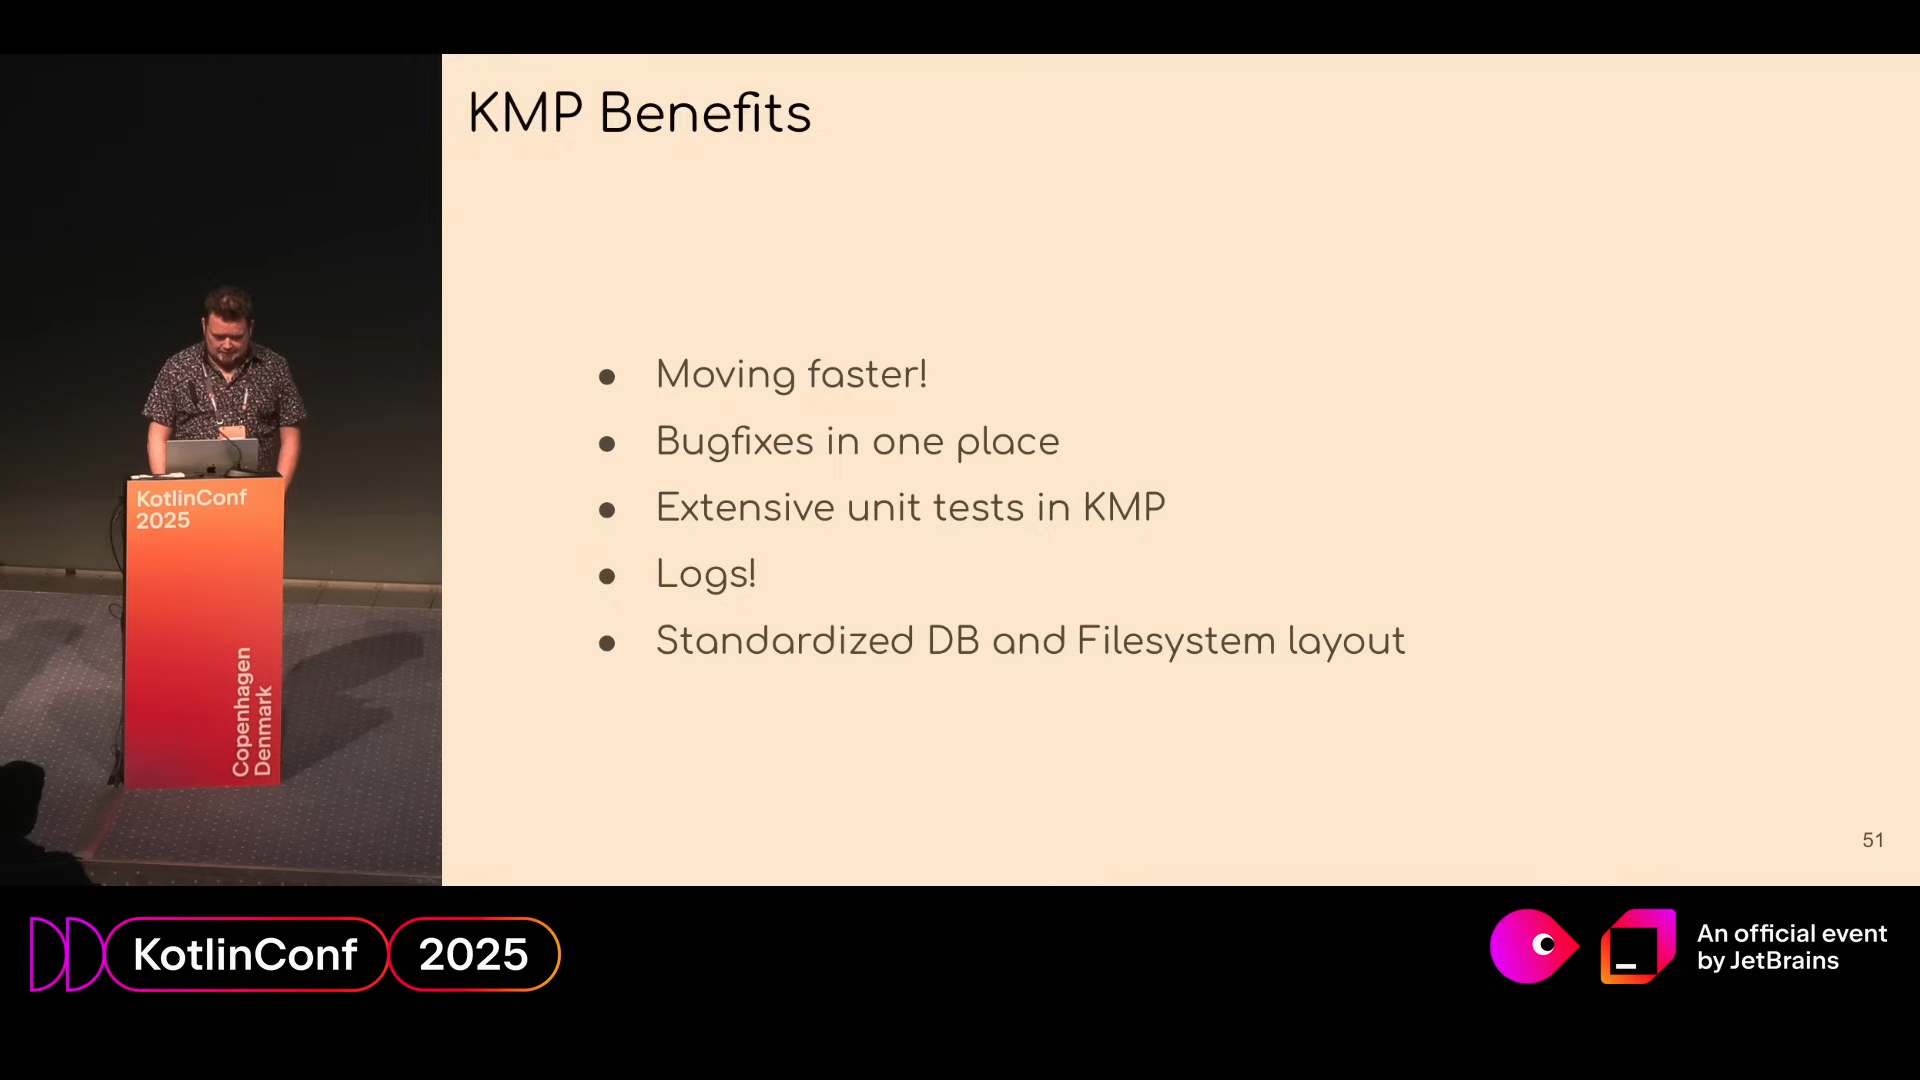 KMP Benefits
Moving faster!
Bugfixes in one place
Extensive unit tests in KMP
Logs!
Standardized DB and Filesystem layout
51
KotlinConf
2025
Copenhagen
Denmark
KotlinConf 2025
An official event
by JetBrains